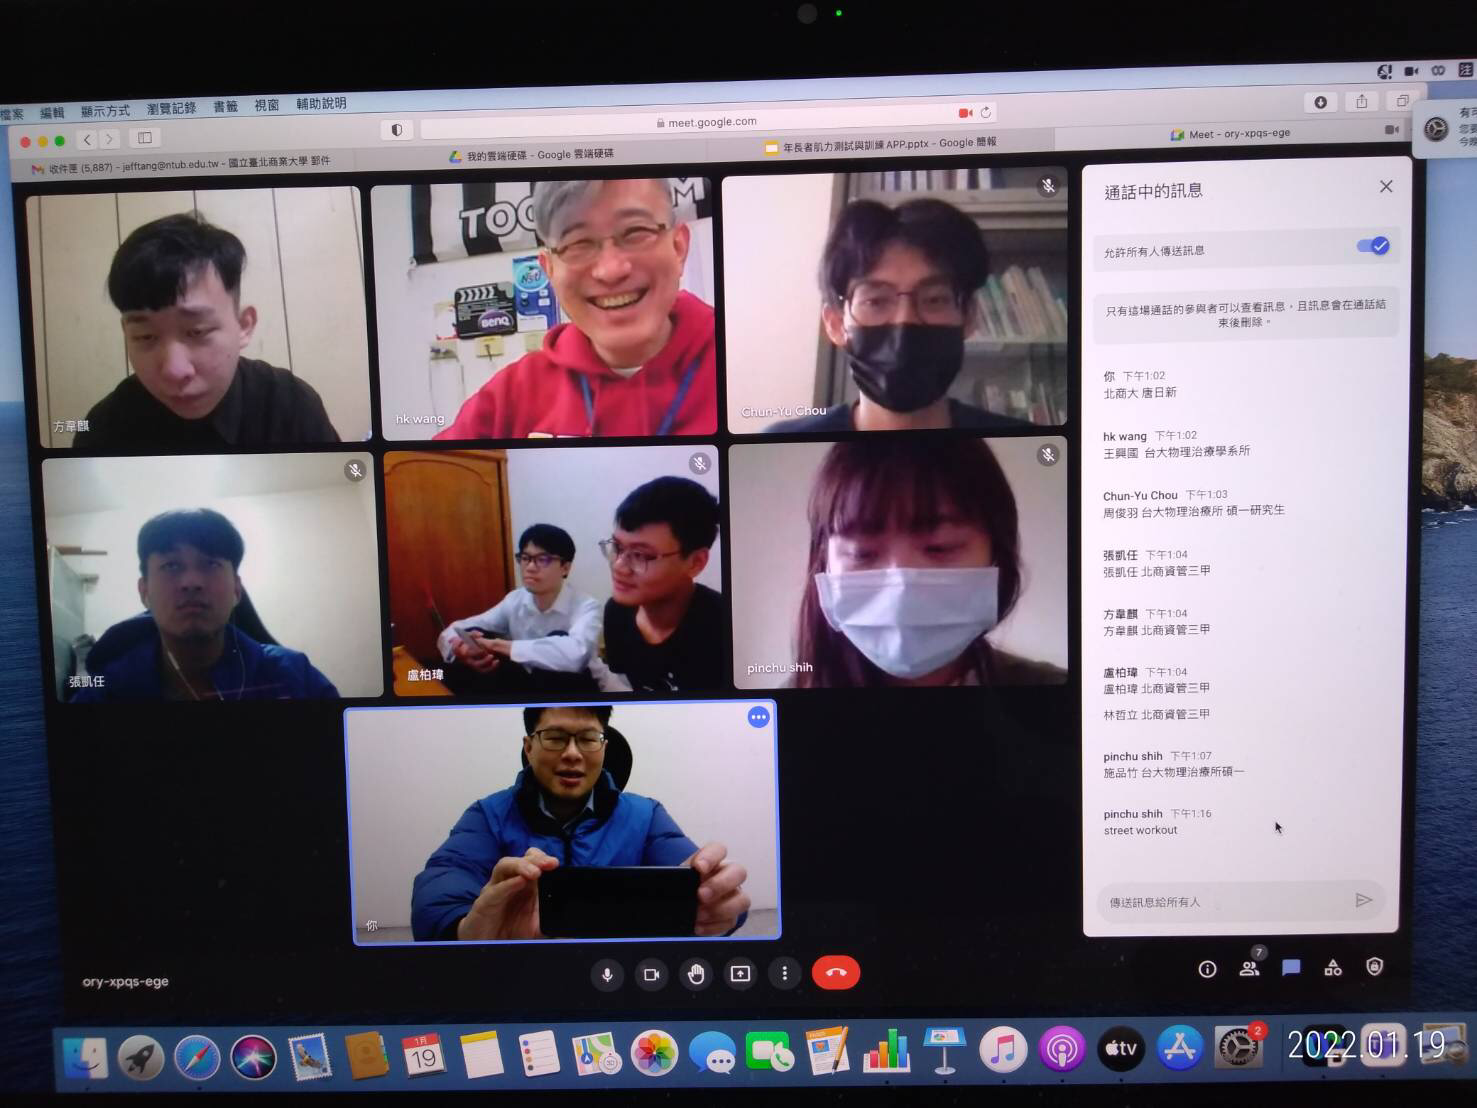 檔案 編輯 顯示方式 瀏覽記錄 書籤 視窗 輔助說明
meet.google.com
收件匣 (5,887) - jefftang@ntub.edu.tw - 國立臺北商業大學 郵件
我的雲端硬碟 - Google 雲端硬碟
年長者肌力測試與訓練 APP.pptx - Google 簡報
Meet - ory-xpqs-ege
方韋麒
BenQ
hk wang
Chun-Yu Chou
張凱任
盧柏瑋
pinchu shih
你
通話中的訊息
允許所有人傳送訊息
只有這場通話的參與者可以查看訊息，且訊息會在通話結
束後刪除。
你 下午1:02
北商大 唐日新
hk wang 下午1:02
王興國 台大物理治療學系所
Chun-Yu Chou 下午1:03
周俊羽 台大物理治療所 碩一研究生
張凱任 下午1:04
張凱任 北商資管三甲
方韋麒 下午1:04
方韋麒 北商資管三甲
盧柏瑋 下午1:04
盧柏瑋 北商資管三甲
林哲立 北商資管三甲
pinchu shih 下午1:07
施品竹 台大物理治療所碩一
pinchu shih 下午1:16
street workout
傳送訊息給所有人
ory-xpqs-ege
7
1月
19
tv
2
2022.01.19